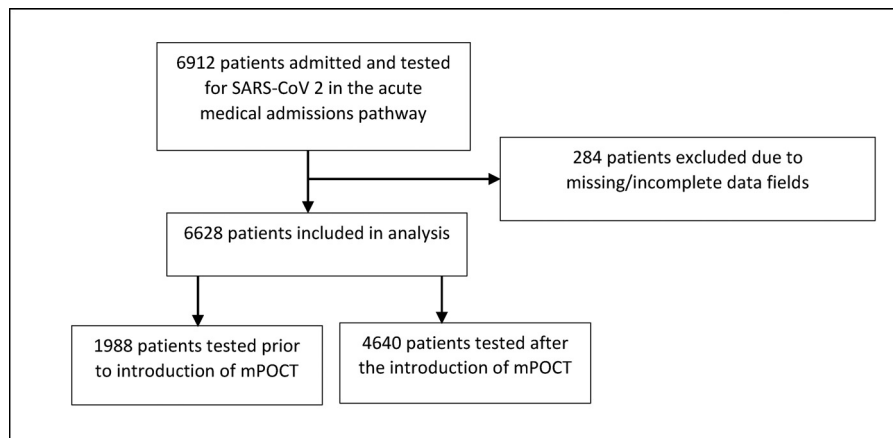 6912 patients admitted and tested
for SARS-CoV 2 in the acute
medical admissions pathway
284 patients excluded due to
missing/incomplete data fields
6628 patients included in analysis
1988 patients tested prior
to introduction of mPOCT
4640 patients tested after
the introduction of mPOCT